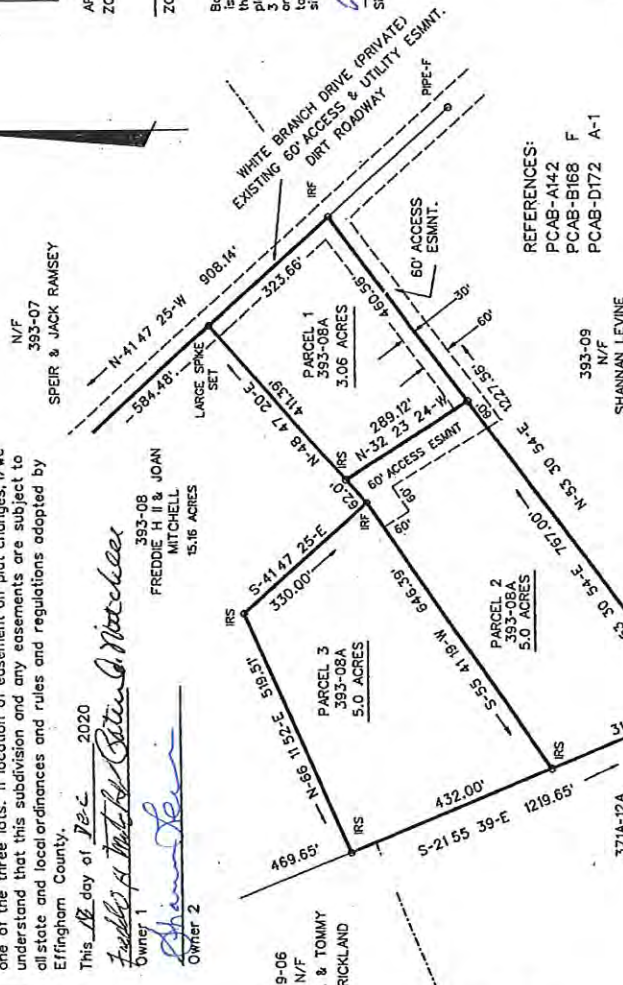 one of the three lots. If location of easement on plat changes, I/we
understand that this subdivision and any easements are subject to
all state and local ordinances and rules and regulations adopted by
Effingham County.
This 18 day of Dec 2020
Owner 1
Owner 2
N/F
393-07
SPEIR & JACK RAMSEY
WHITE BRANCH DRIVE (PRIVATE)
EXISTING 60' ACCESS & UTILITY ESMNT.
DIRT ROADWAY
PIPE-F
IRF
N-41 47 25-W 908.14'
584.48'
323.66'
LARGE SPIKE
SET
393-08
FREDDIE H II & JOAN
MITCHELL
15.16 ACRES
N-48 47 20-E 411.39'
PARCEL 1
393-08A
3.06 ACRES
460.56'
60' ACCESS
ESMNT.
30'
60'
289.12'
N-32 23 24-W
IRS
62.0'
60' ACCESS ESMNT
IRF
60'
60'
60'
S-41 47 25-E
330.00'
IRS
N-66 11 52-E 519.51'
PARCEL 3
393-08A
5.0 ACRES
646.39'
S-55 41 19-W
PARCEL 2
393-08A
5.0 ACRES
N-53 30 54-E 1227.56'
30 54-E 767.00'
469.65'
IRS
432.00'
S-21 55 39-E 1219.65'
IRS
9-06
N/F
& TOMMY
RICKLAND
371A-12A
REFERENCES:
PCAB-A142
PCAB-B168 F
PCAB-D172 A-1
393-09
N/F
SHANNAN LEVINE